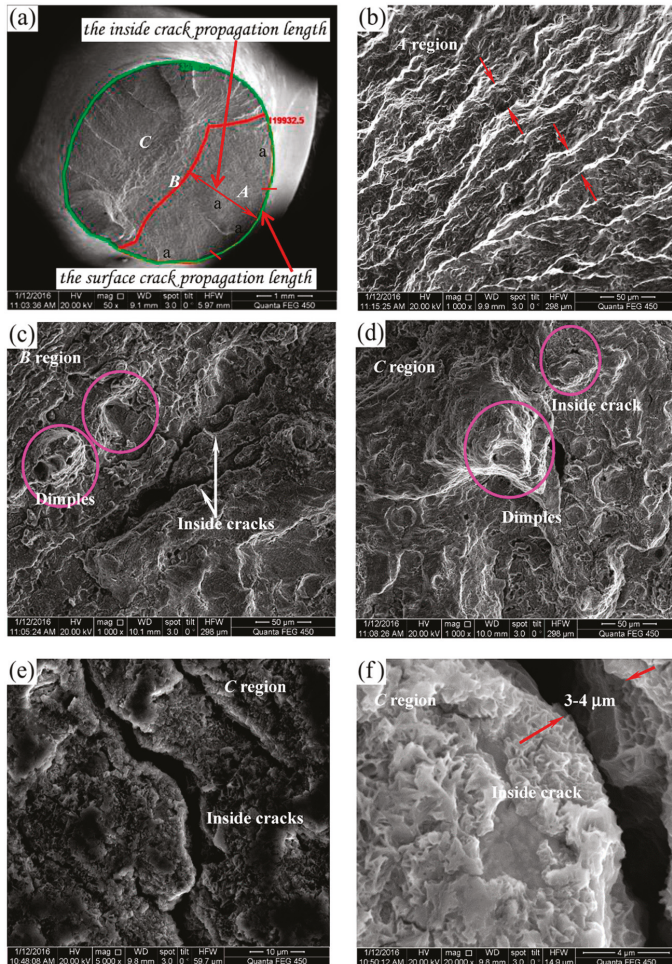 (a)
the inside crack propagation length
119932.5
C
B
A
a
a
a
a
the surface crack propagation length
1/12/2016 HV mag □ WD spot tilt HFW 1 mm
11:03:36 AM 20.00 kV 50 x 9.1 mm 3.0 0° 5.97 mm Quanta FEG 450
(b)
A region
1/12/2016 HV mag □ WD spot tilt HFW 50 µm
11:15:25 AM 20.00 kV 1 000 x 9.9 mm 3.0 0° 298 µm Quanta FEG 450
(c)
B region
Dimples
Inside cracks
1/12/2016 HV mag □ WD spot tilt HFW 50 µm
11:05:24 AM 20.00 kV 1 000 x 10.1 mm 3.0 0° 298 µm Quanta FEG 450
(d)
C region
Inside crack
Dimples
1/12/2016 HV mag □ WD spot tilt HFW 50 µm
11:08:26 AM 20.00 kV 1 000 x 10.0 mm 3.0 0° 298 µm Quanta FEG 450
(e)
C region
Inside cracks
1/12/2016 HV mag □ WD spot tilt HFW 10 µm
10:48:00 AM 20.00 kV 5 000 x 9.8 mm 3.0 0° 59.7 µm Quanta FEG 450
(f)
C region
3-4 µm
Inside crack
1/12/2016 HV mag □ WD spot tilt HFW 4 µm
10:50:12 AM 20.00 kV 20 000 x 9.8 mm 3.0 0° 14.9 µm Quanta FEG 450